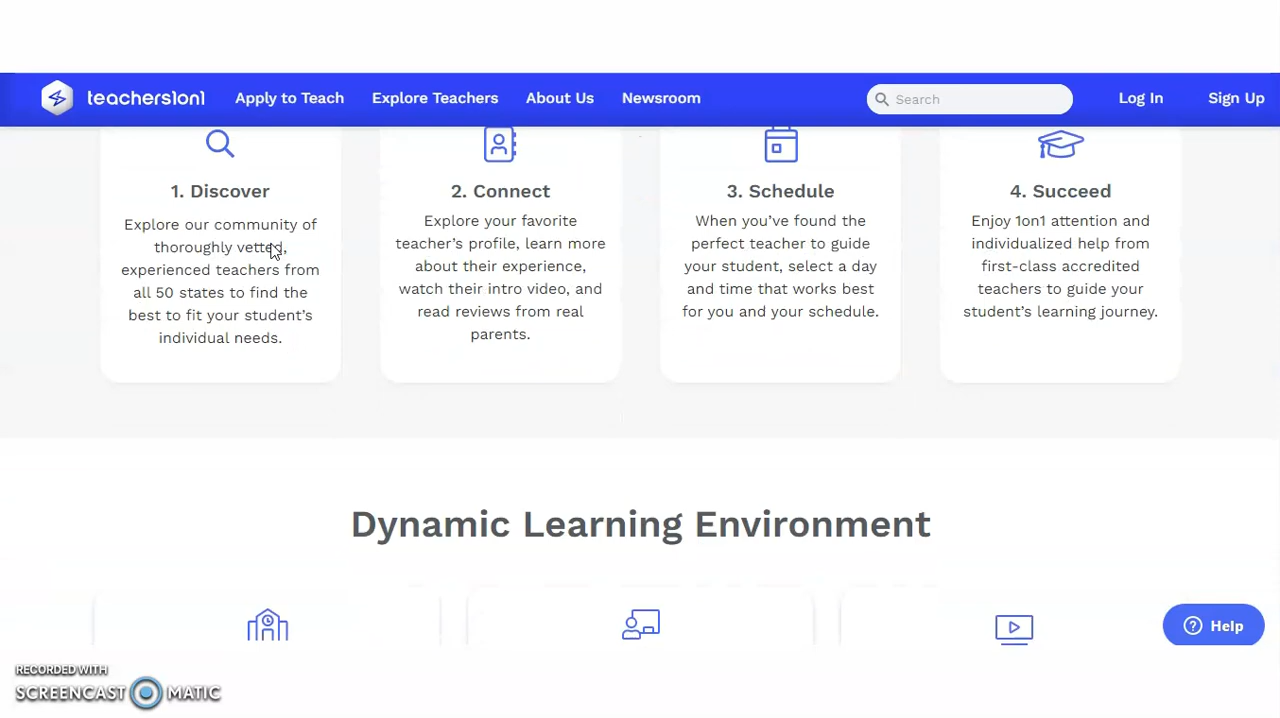 teacherslon1 Apply to Teach Explore Teachers About Us Newsroom Search Log In Sign Up
1. Discover
Explore our community of
thoroughly vetted,
experienced teachers from
all 50 states to find the
best to fit your student's
individual needs.
2. Connect
Explore your favorite
teacher's profile, learn more
about their experience,
watch their intro video, and
read reviews from real
parents.
3. Schedule
When you've found the
perfect teacher to guide
your student, select a day
and time that works best
for you and your schedule.
4. Succeed
Enjoy 1on1 attention and
individualized help from
first-class accredited
teachers to guide your
student's learning journey.
Dynamic Learning Environment
Help
RECORDED WITH
SCREENCAST MATIC